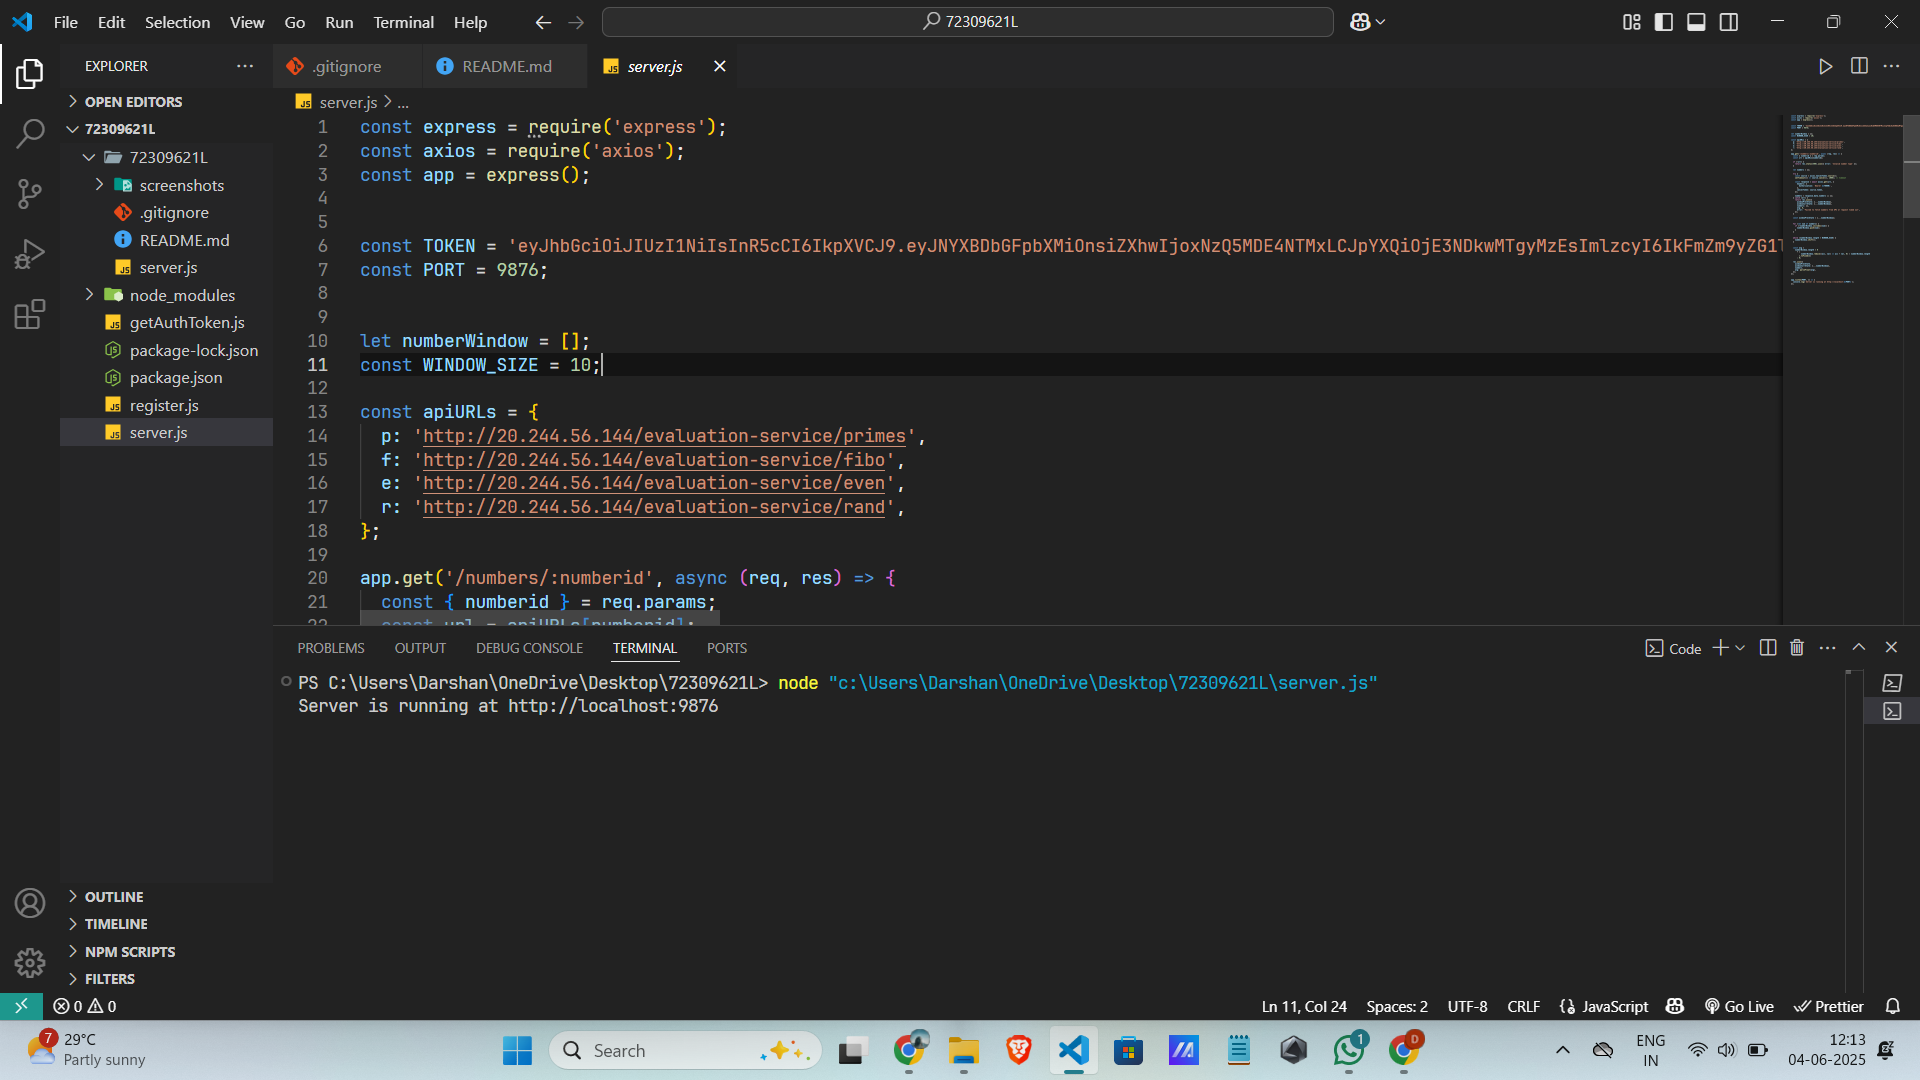 File Edit Selection View Go Run Terminal Help
72309621L
EXPLORER
OPEN EDITORS
72309621L
72309621L
screenshots
.gitignore
README.md
server.js
node_modules
getAuthToken.js
package-lock.json
package.json
register.js
server.js
OUTLINE
TIMELINE
NPM SCRIPTS
FILTERS
.gitignore README.md server.js
server.js > ...
1 const express = require('express');
2 const axios = require('axios');
3 const app = express();
4
5
6 const TOKEN = 'eyJhbGciOiJIUzI1NiIsInR5cCI6IkpXVCJ9.eyJNYXBDbGFpbXMiOnsiZXhwIjoxNzQ5MDE4NTMxLCJpYXQiOjE3NDkwMTgyMzEsImlzcyI6IkFmZm9yZG1l
7 const PORT = 9876;
8
9
10 let numberWindow = [];
11 const WINDOW_SIZE = 10;
12
13 const apiURLs = {
14 p: 'http://20.244.56.144/evaluation-service/primes',
15 f: 'http://20.244.56.144/evaluation-service/fibo',
16 e: 'http://20.244.56.144/evaluation-service/even',
17 r: 'http://20.244.56.144/evaluation-service/rand',
18 };
19
20 app.get('/numbers/:numberid', async (req, res) => {
21 const { numberid } = req.params;
22 const url = apiURLs[numberid];
PROBLEMS OUTPUT DEBUG CONSOLE TERMINAL PORTS
Code
PS C:\Users\Darshan\OneDrive\Desktop\72309621L> node "c:\Users\Darshan\OneDrive\Desktop\72309621L\server.js"
Server is running at http://localhost:9876
0 0
Ln 11, Col 24 Spaces: 2 UTF-8 CRLF {} JavaScript Go Live Prettier
7
29°C
Partly sunny
Search
1
D
ENG
IN
12:13
04-06-2025